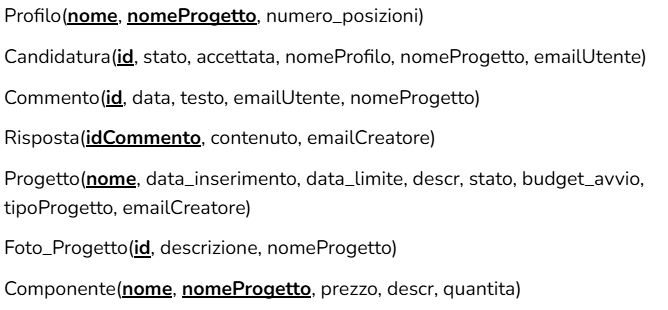 Profilo(nome, nomeProgetto, numero_posizioni)
Candidatura(id, stato, accettata, nomeProfilo, nomeProgetto, emailUtente)
Commento(id, data, testo, emailUtente, nomeProgetto)
Risposta(idCommento, contenuto, emailCreatore)
Progetto(nome, data_inserimento, data_limite, descr, stato, budget_avvio,
tipoProgetto, emailCreatore)
Foto_Progetto(id, descrizione, nomeProgetto)
Componente(nome, nomeProgetto, prezzo, descr, quantita)